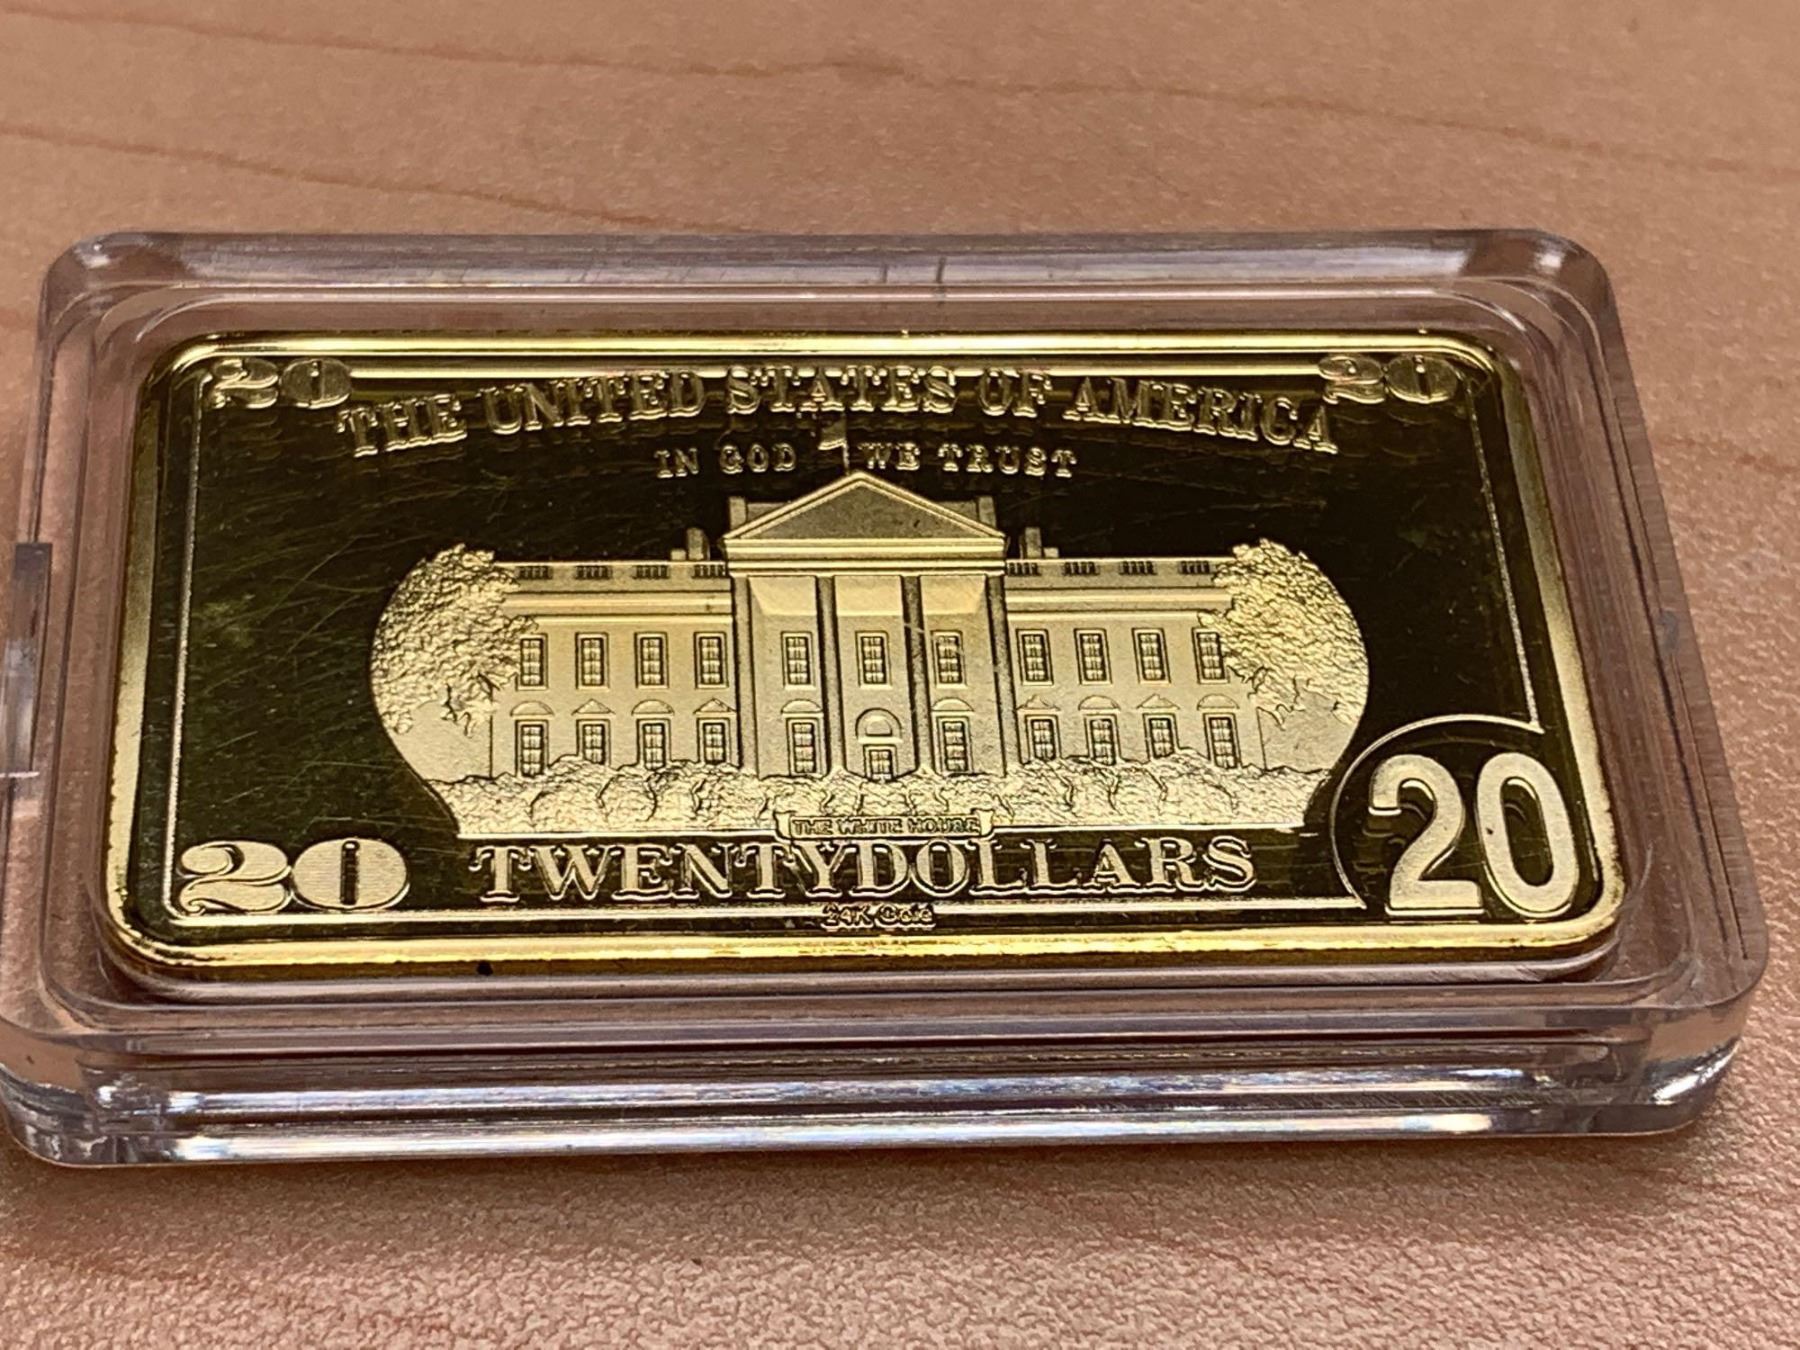 20 20
THE UNITED STATES OF AMERICA
IN GOD WE TRUST
THE WHITE HOUSE
20 TWENTYDOLLARS 20
24K Gold